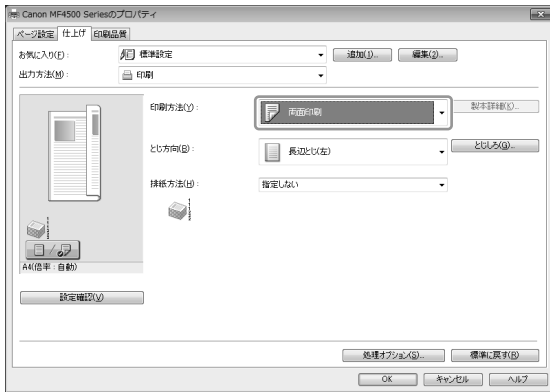 Canon MF4500 Seriesのプロパティ
ページ設定 仕上げ 印刷品質
お気に入り(F): 標準設定 追加(1)... 編集(2)...
出力方法(M): 印刷
印刷方法(Y): 両面印刷 製本詳細(K)...
とじ方向(B): 長辺とじ(左) とじしろ(G)...
排紙方法(H): 指定しない
A4(倍率:自動)
設定確認(V)
処理オプション(S)... 標準に戻す(R)
OK キャンセル ヘルプ